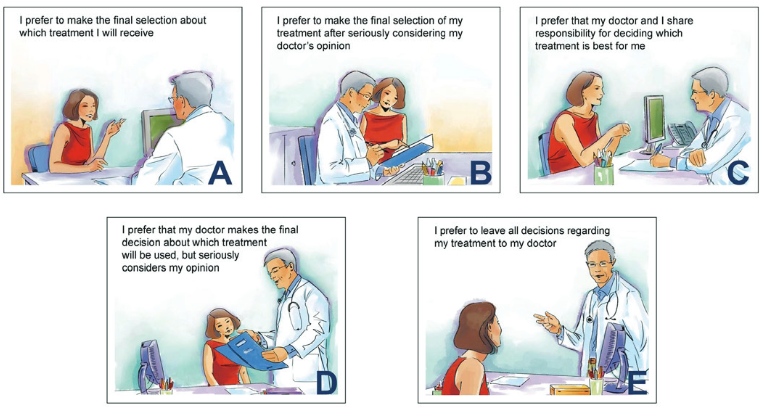 I prefer to make the final selection about
which treatment I will receive
A
I prefer to make the final selection of my
treatment after seriously considering my
doctor's opinion
B
I prefer that my doctor and I share
responsibility for deciding which
treatment is best for me
C
I prefer that my doctor makes the final
decision about which treatment
will be used, but seriously
considers my opinion
D
I prefer to leave all decisions regarding
my treatment to my doctor
E